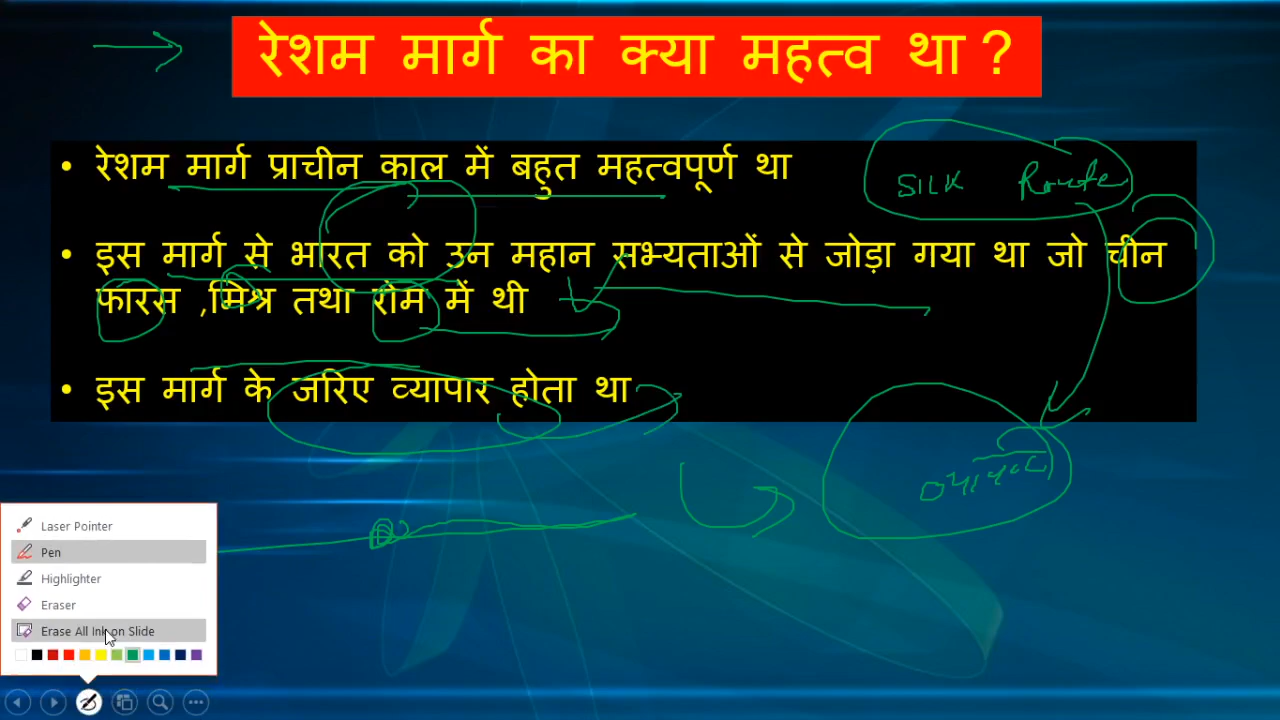 रेशम मार्ग का क्या महत्व था ?
• रेशम मार्ग प्राचीन काल में बहुत महत्वपूर्ण था
SILK Route
• इस मार्ग से भारत को उन महान सभ्यताओं से जोड़ा गया था जो चीन
फारस ,मिश्र तथा रोम में थी
• इस मार्ग के जरिए व्यापार होता था
Laser Pointer
Pen
Highlighter
Eraser
Erase All Ink on Slide